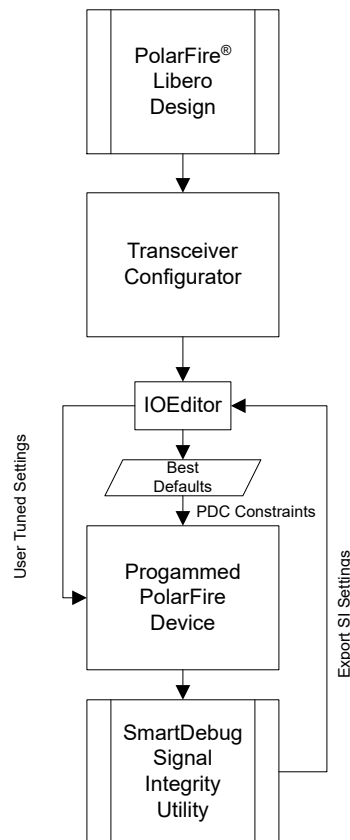 PolarFire®
Libero
Design
Transceiver
Configurator
IOEditor
User Tuned Settings
Best
Defaults
PDC Constraints
Progammed
PolarFire
Device
Export SI Settings
SmartDebug
Signal
Integrity
Utility